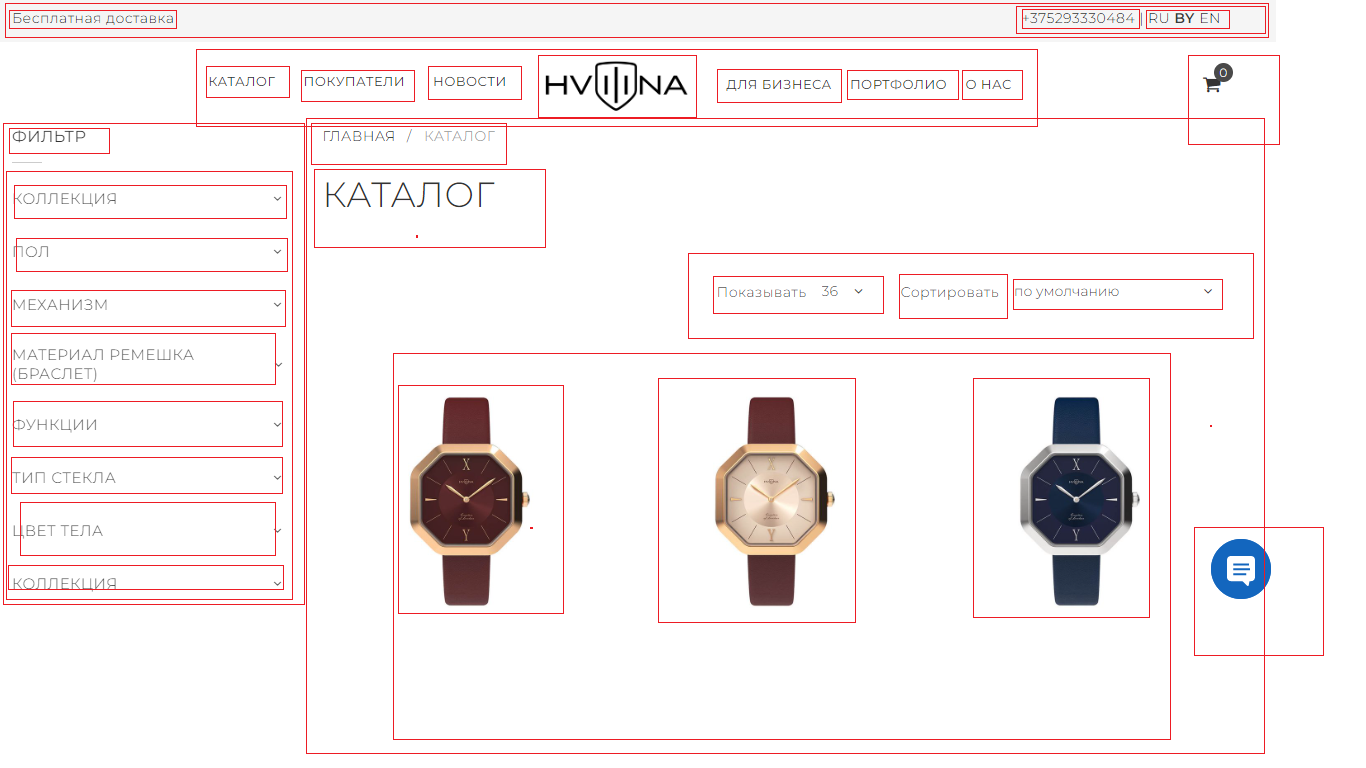 Бесплатная доставка
+375293330484 | RU BY EN
КАТАЛОГ ПОКУПАТЕЛИ НОВОСТИ HVIIINA ДЛЯ БИЗНЕСА ПОРТФОЛИО О НАС 0
ФИЛЬТР
КОЛЛЕКЦИЯ
ПОЛ
МЕХАНИЗМ
МАТЕРИАЛ РЕМЕШКА
(БРАСЛЕТ)
ФУНКЦИИ
ТИП СТЕКЛА
ЦВЕТ ТЕЛА
КОЛЛЕКЦИЯ
ГЛАВНАЯ / КАТАЛОГ
КАТАЛОГ
Показывать 36 Сортировать по умолчанию
X
Y
X
Y
X
Y